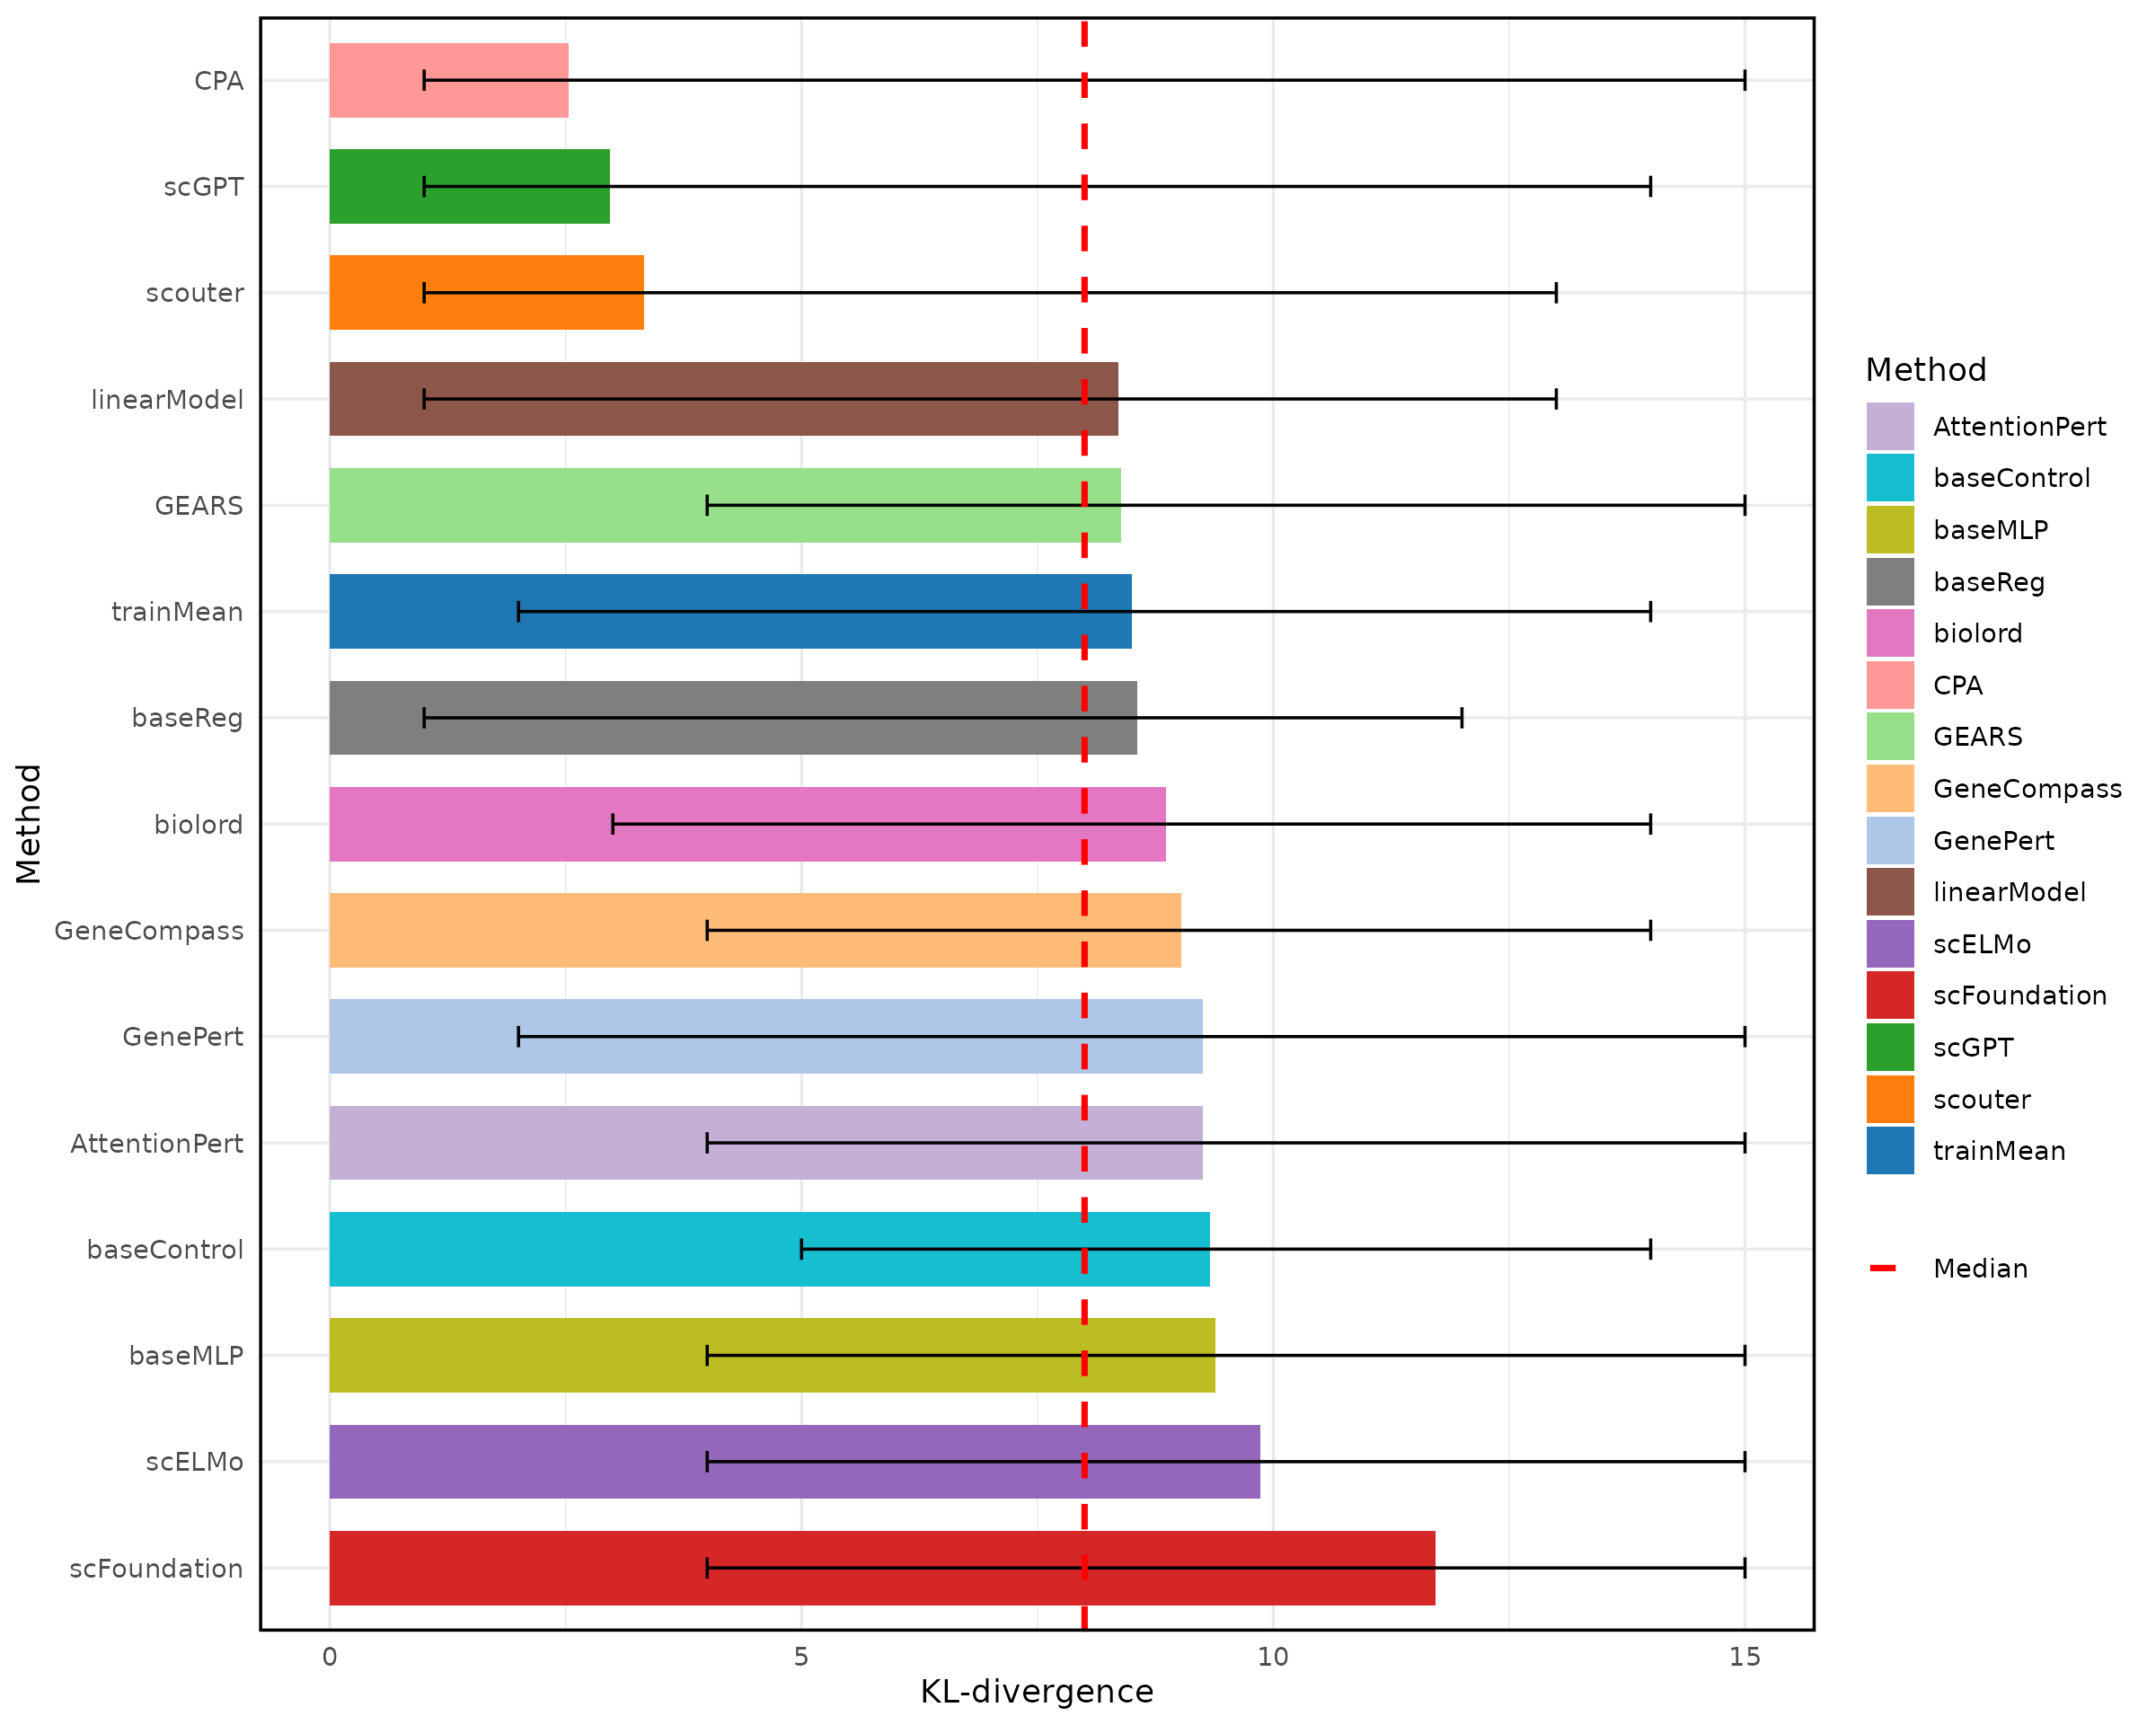 Method
CPA
scGPT
scouter
linearModel
GEARS
trainMean
baseReg
biolord
GeneCompass
GenePert
AttentionPert
baseControl
baseMLP
scELMo
scFoundation
0 5 10 15
KL-divergence
Method
AttentionPert
baseControl
baseMLP
baseReg
biolord
CPA
GEARS
GeneCompass
GenePert
linearModel
scELMo
scFoundation
scGPT
scouter
trainMean
Median